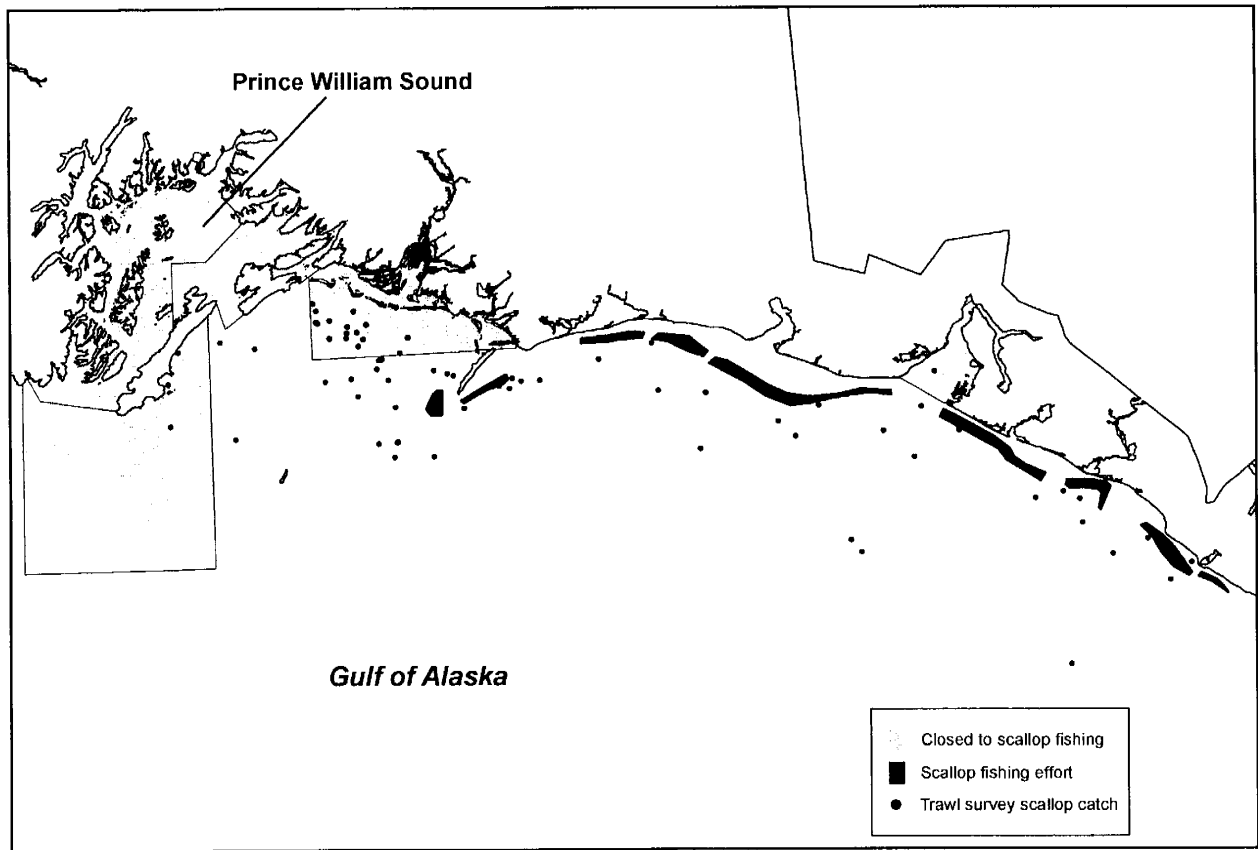 Prince William Sound
Gulf of Alaska
Closed to scallop fishing
Scallop fishing effort
Trawl survey scallop catch